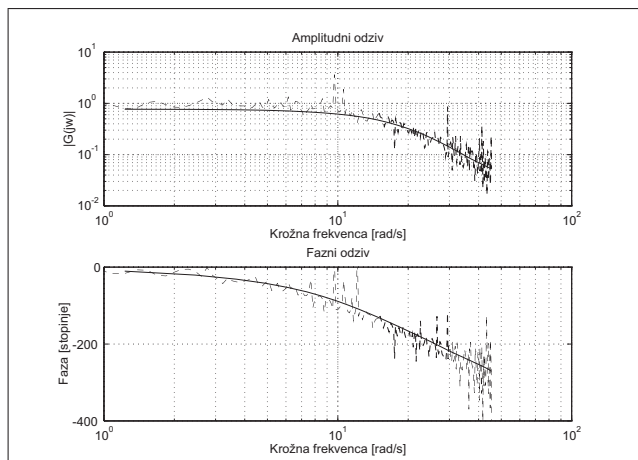 Amplitudni odziv
10^1
10^0
10^-1
10^-2
|G(jw)|
10^0 10^1 10^2
Krožna frekvenca [rad/s]
Fazni odziv
0
-200
-400
Faza [stopinje]
10^0 10^1 10^2
Krožna frekvenca [rad/s]